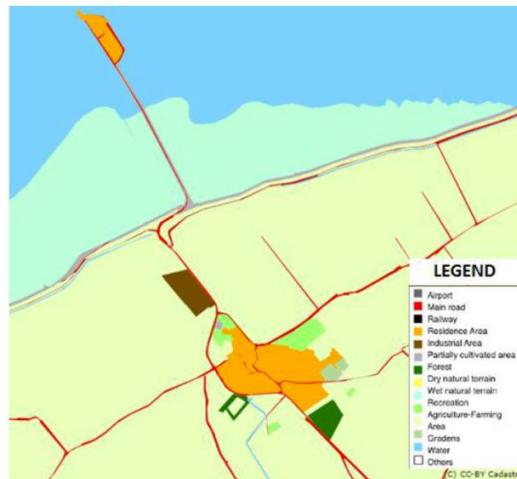 LEGEND
Airport
Main road
Railway
Residence Area
Industrial Area
Partially cultivated area
Forest
Dry natural terrain
Wet natural terrain
Recreation
Agriculture-Farming
Area
Gradens
Water
Others
C) CC-BY Cadast